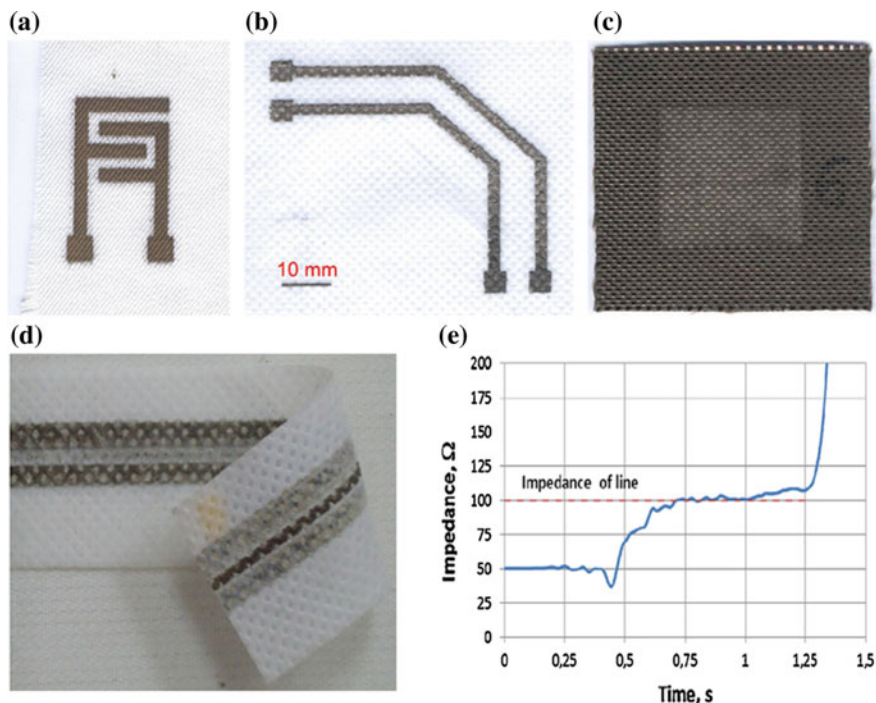 (a)
(b)
(c)
10 mm
(d)
(e)
200
175
150
125
100
75
50
25
0
Impedance, Ω
Impedance of line
0 0,25 0,5 0,75 1 1,25 1,5
Time, s